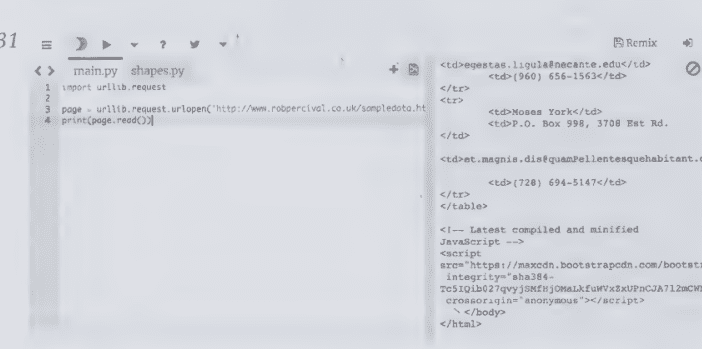 31
Remix
main.py shapes.py
1 import urllib.request
2
3 page = urllib.request.urlopen('http://www.robpercival.co.uk/sampledata.ht
4 print(page.read())
<td>egestas.ligula@necante.edu</td>
<td>(960) 656-1563</td>
</tr>
<tr>
<td>Moses York</td>
<td>P.O. Box 998, 3708 Est Rd.
</td>
<td>et.magnis.dis@quamPellentesquehabitant.
<td>(728) 694-5147</td>
</tr>
</table>
<!-- Latest compiled and minified
JavaScript -->
<script
src="https://maxcdn.bootstrapcdn.com/bootst
integrity="sha384-
crossorigin="anonymous"></script>
</body>
</html>